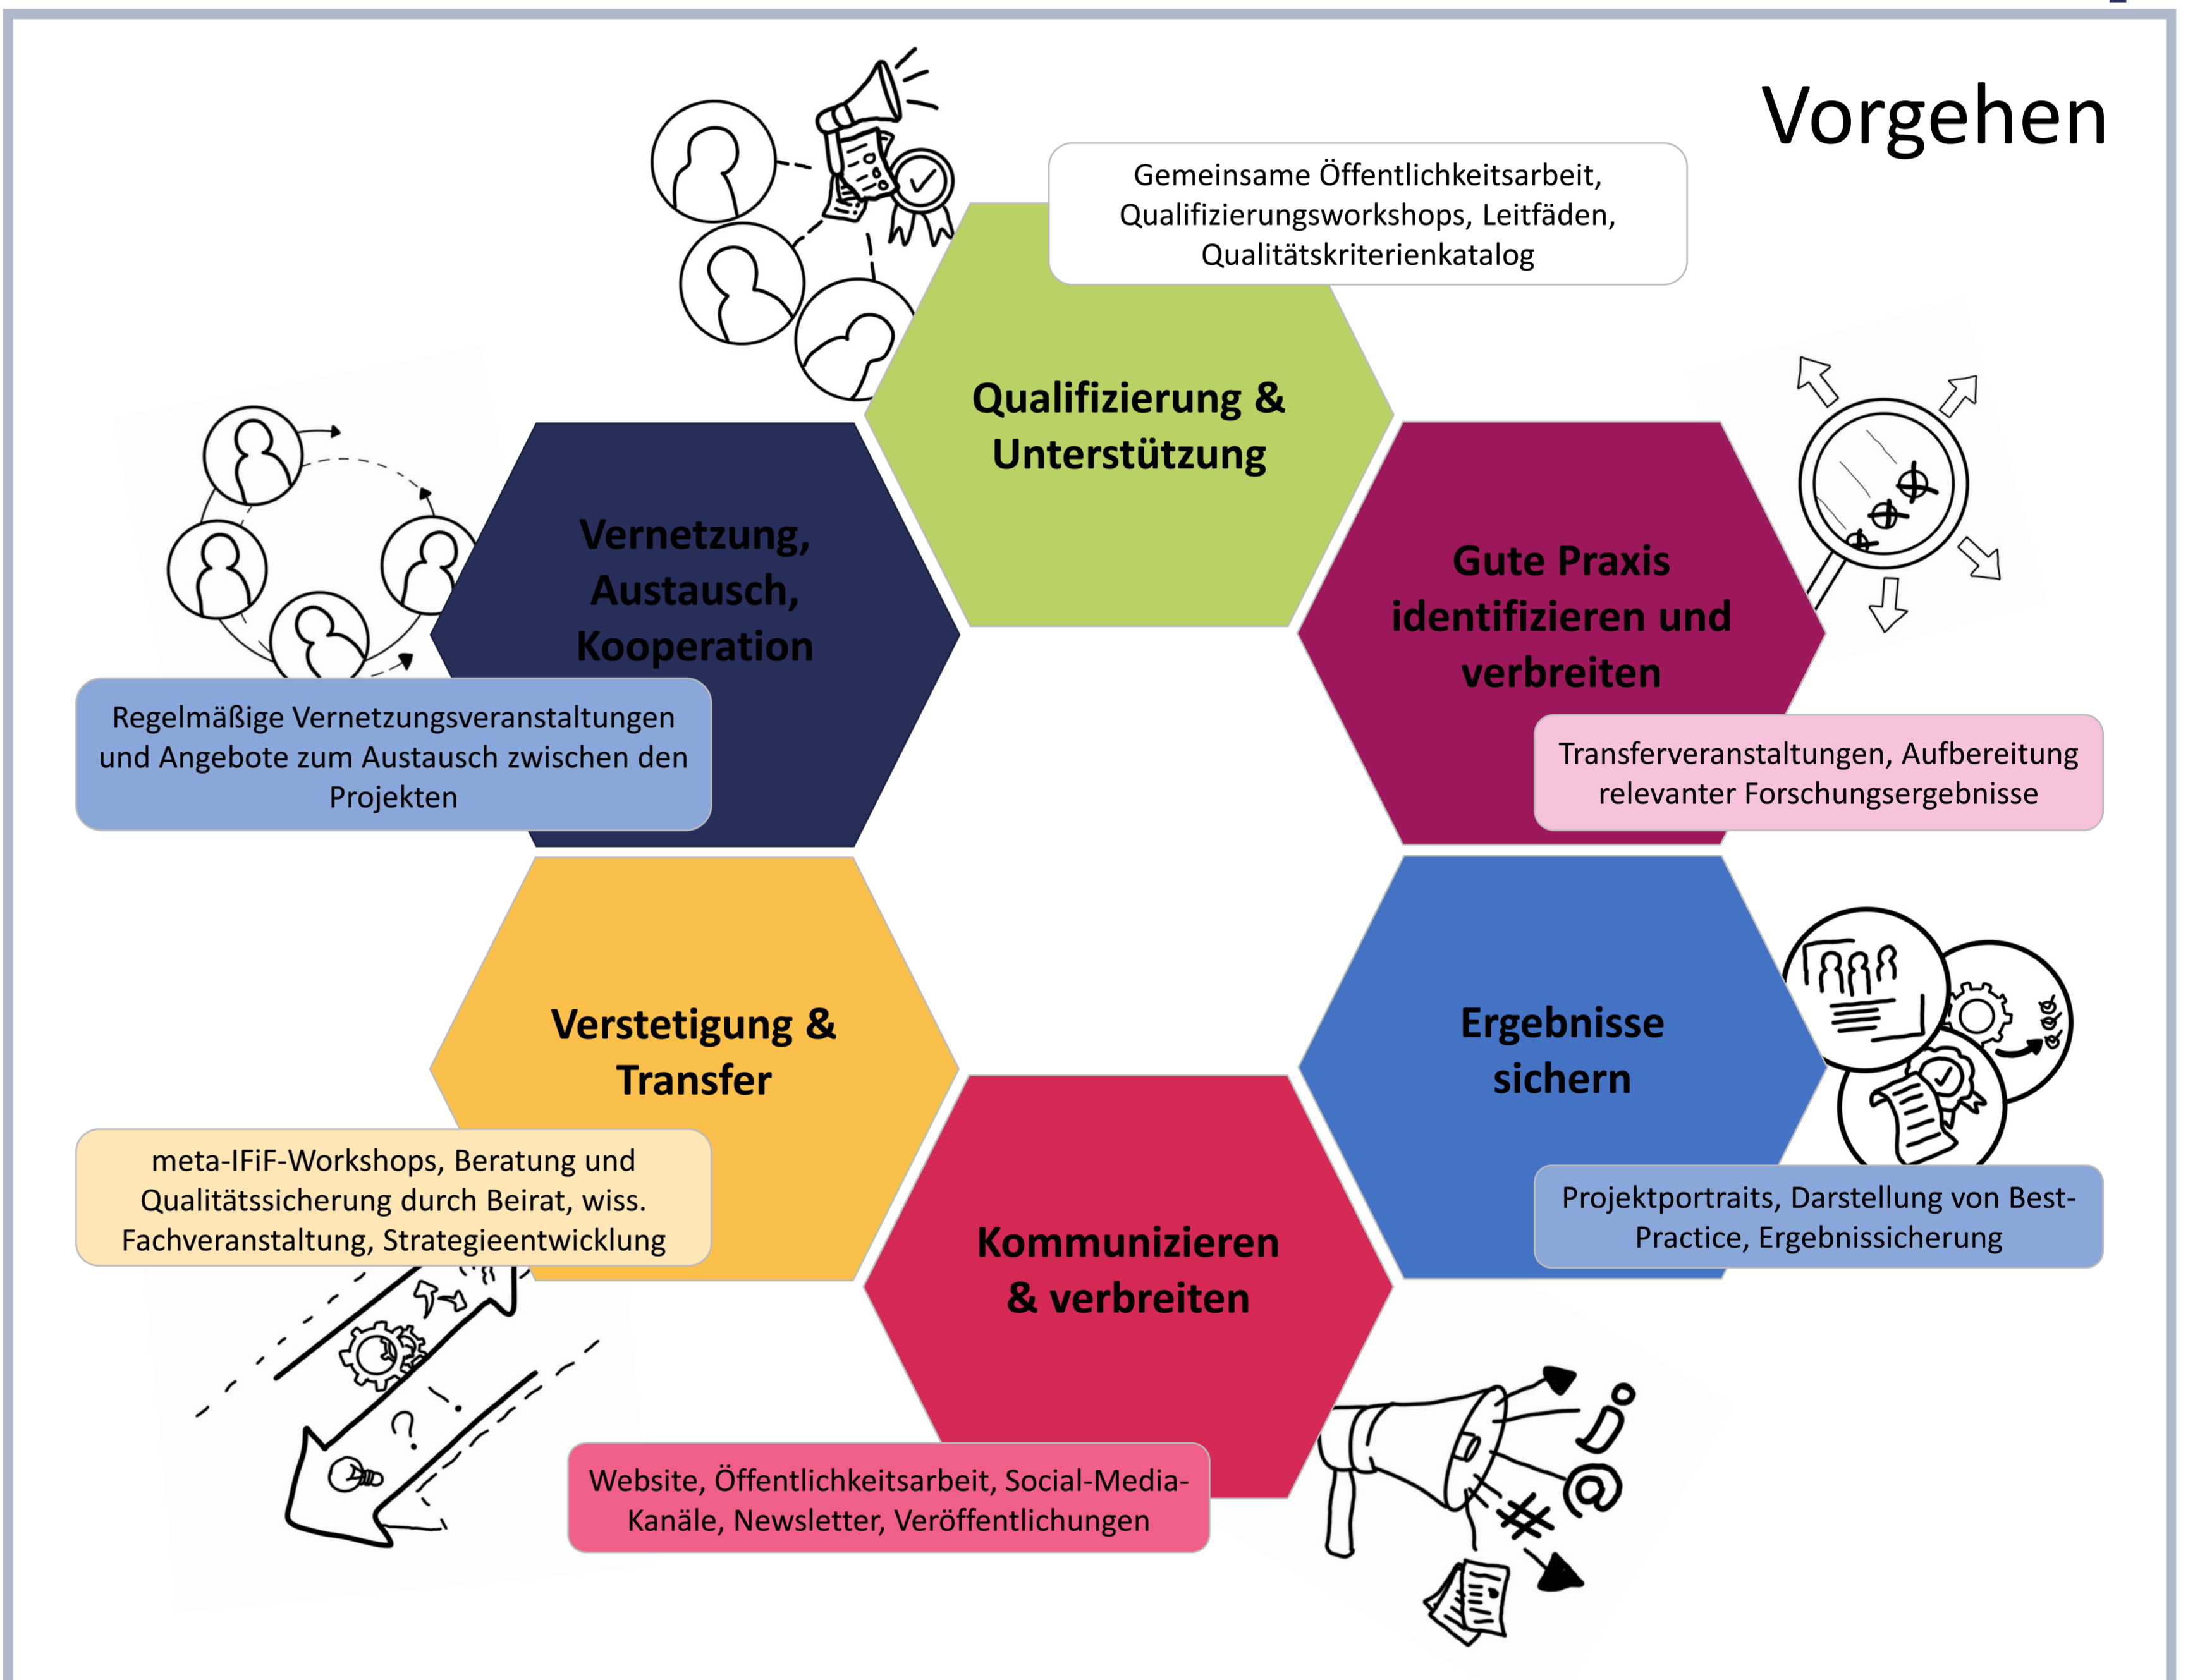 Vorgehen
Gemeinsame Öffentlichkeitsarbeit,
Qualifizierungsworkshops, Leitfäden,
Qualitätskriterienkatalog
Qualifizierung &
Unterstützung
Vernetzung,
Austausch,
Kooperation
Regelmäßige Vernetzungsveranstaltungen
und Angebote zum Austausch zwischen den
Projekten
Gute Praxis
identifizieren und
verbreiten
Transferveranstaltungen, Aufbereitung
relevanter Forschungsergebnisse
Verstetigung &
Transfer
meta-IFiF-Workshops, Beratung und
Qualitätssicherung durch Beirat, wiss.
Fachveranstaltung, Strategieentwicklung
Ergebnisse
sichern
Projektportraits, Darstellung von Best-
Practice, Ergebnissicherung
Kommunizieren
& verbreiten
Website, Öffentlichkeitsarbeit, Social-Media-
Kanäle, Newsletter, Veröffentlichungen
?
i
@
#